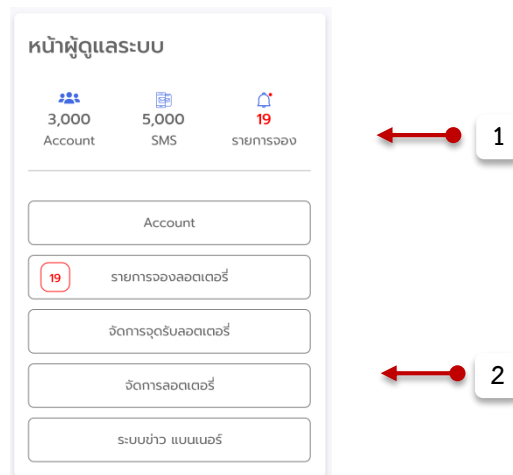 หน้าผู้ดูแลระบบ
3,000 5,000 19
Account SMS รายการจอง
1
Account
19 รายการจองลอตเตอรี่
จัดการจุดรับลอตเตอรี่
จัดการลอตเตอรี่
2
ระบบข่าว แบนเนอร์